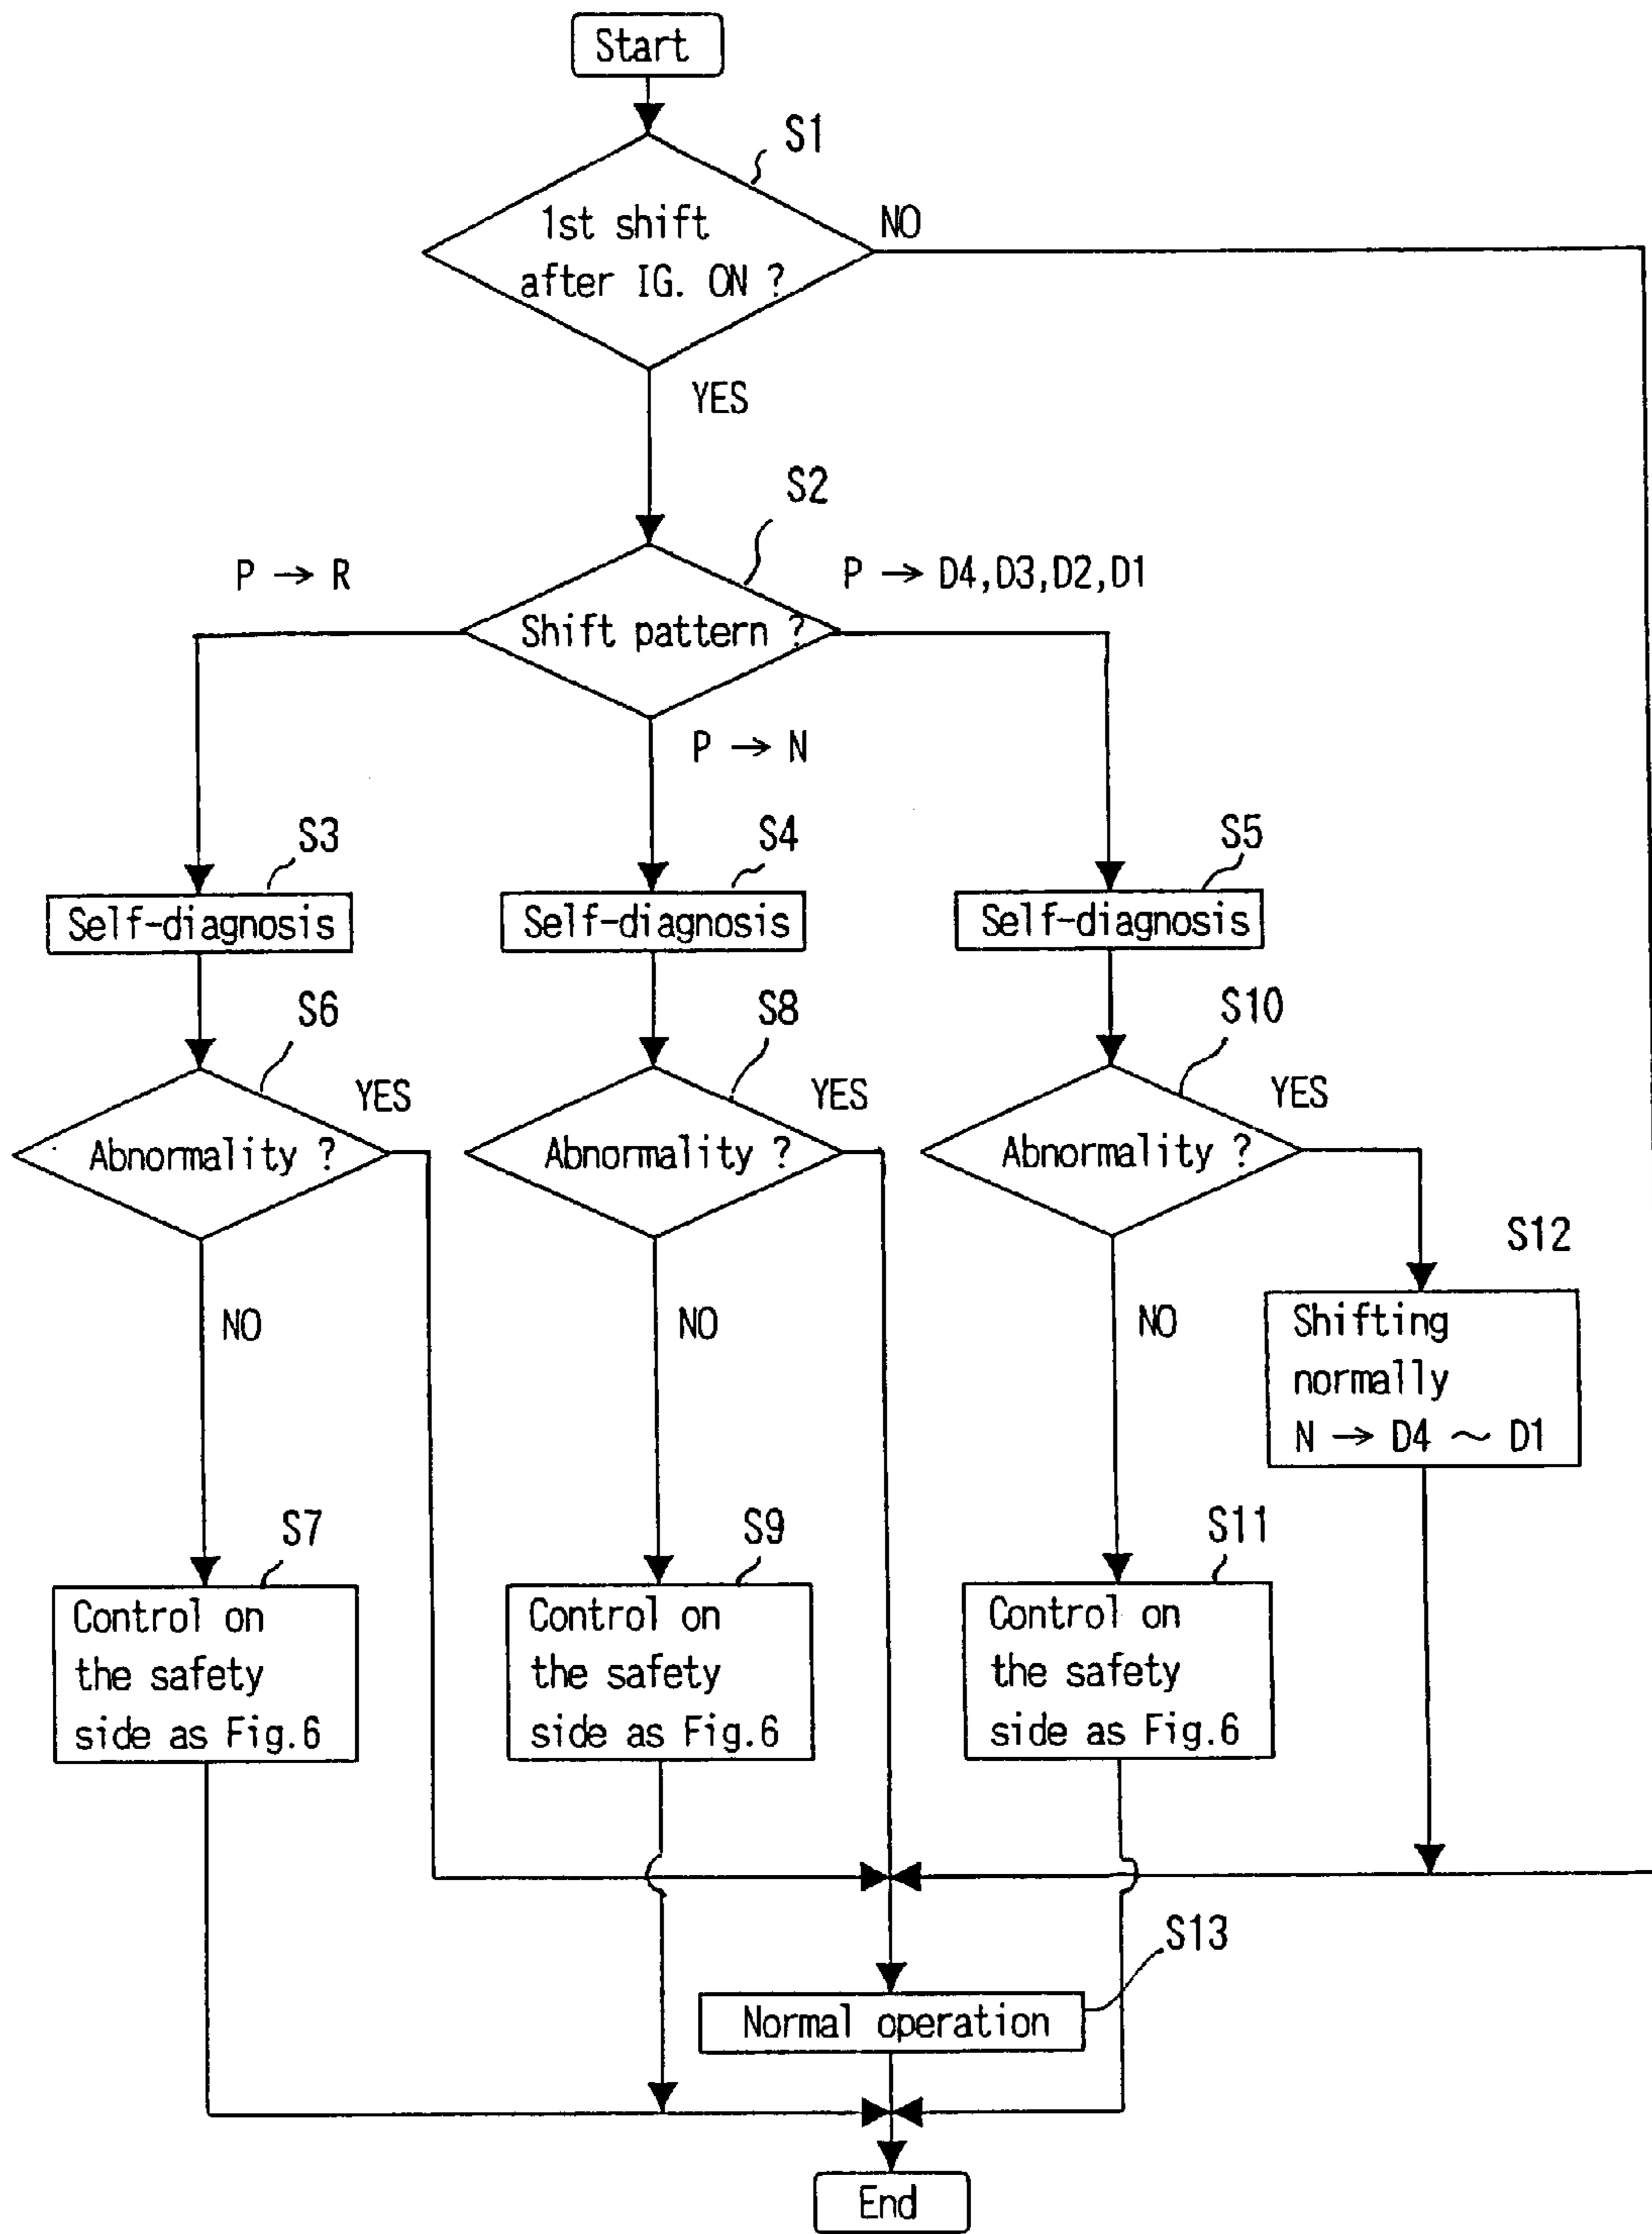 Start
S1
1st shift
after IG. ON ?
NO
YES
S2
P → R
P → D4,D3,D2,D1
Shift pattern ?
P → N
S3
S4
S5
Self-diagnosis
Self-diagnosis
Self-diagnosis
S6
S8
S10
YES
YES
YES
Abnormality ?
Abnormality ?
Abnormality ?
S12
NO
NO
NO
Shifting
normally
N → D4 ~ D1
S7
S9
S11
Control on
the safety
side as Fig.6
Control on
the safety
side as Fig.6
Control on
the safety
side as Fig.6
S13
Normal operation
End